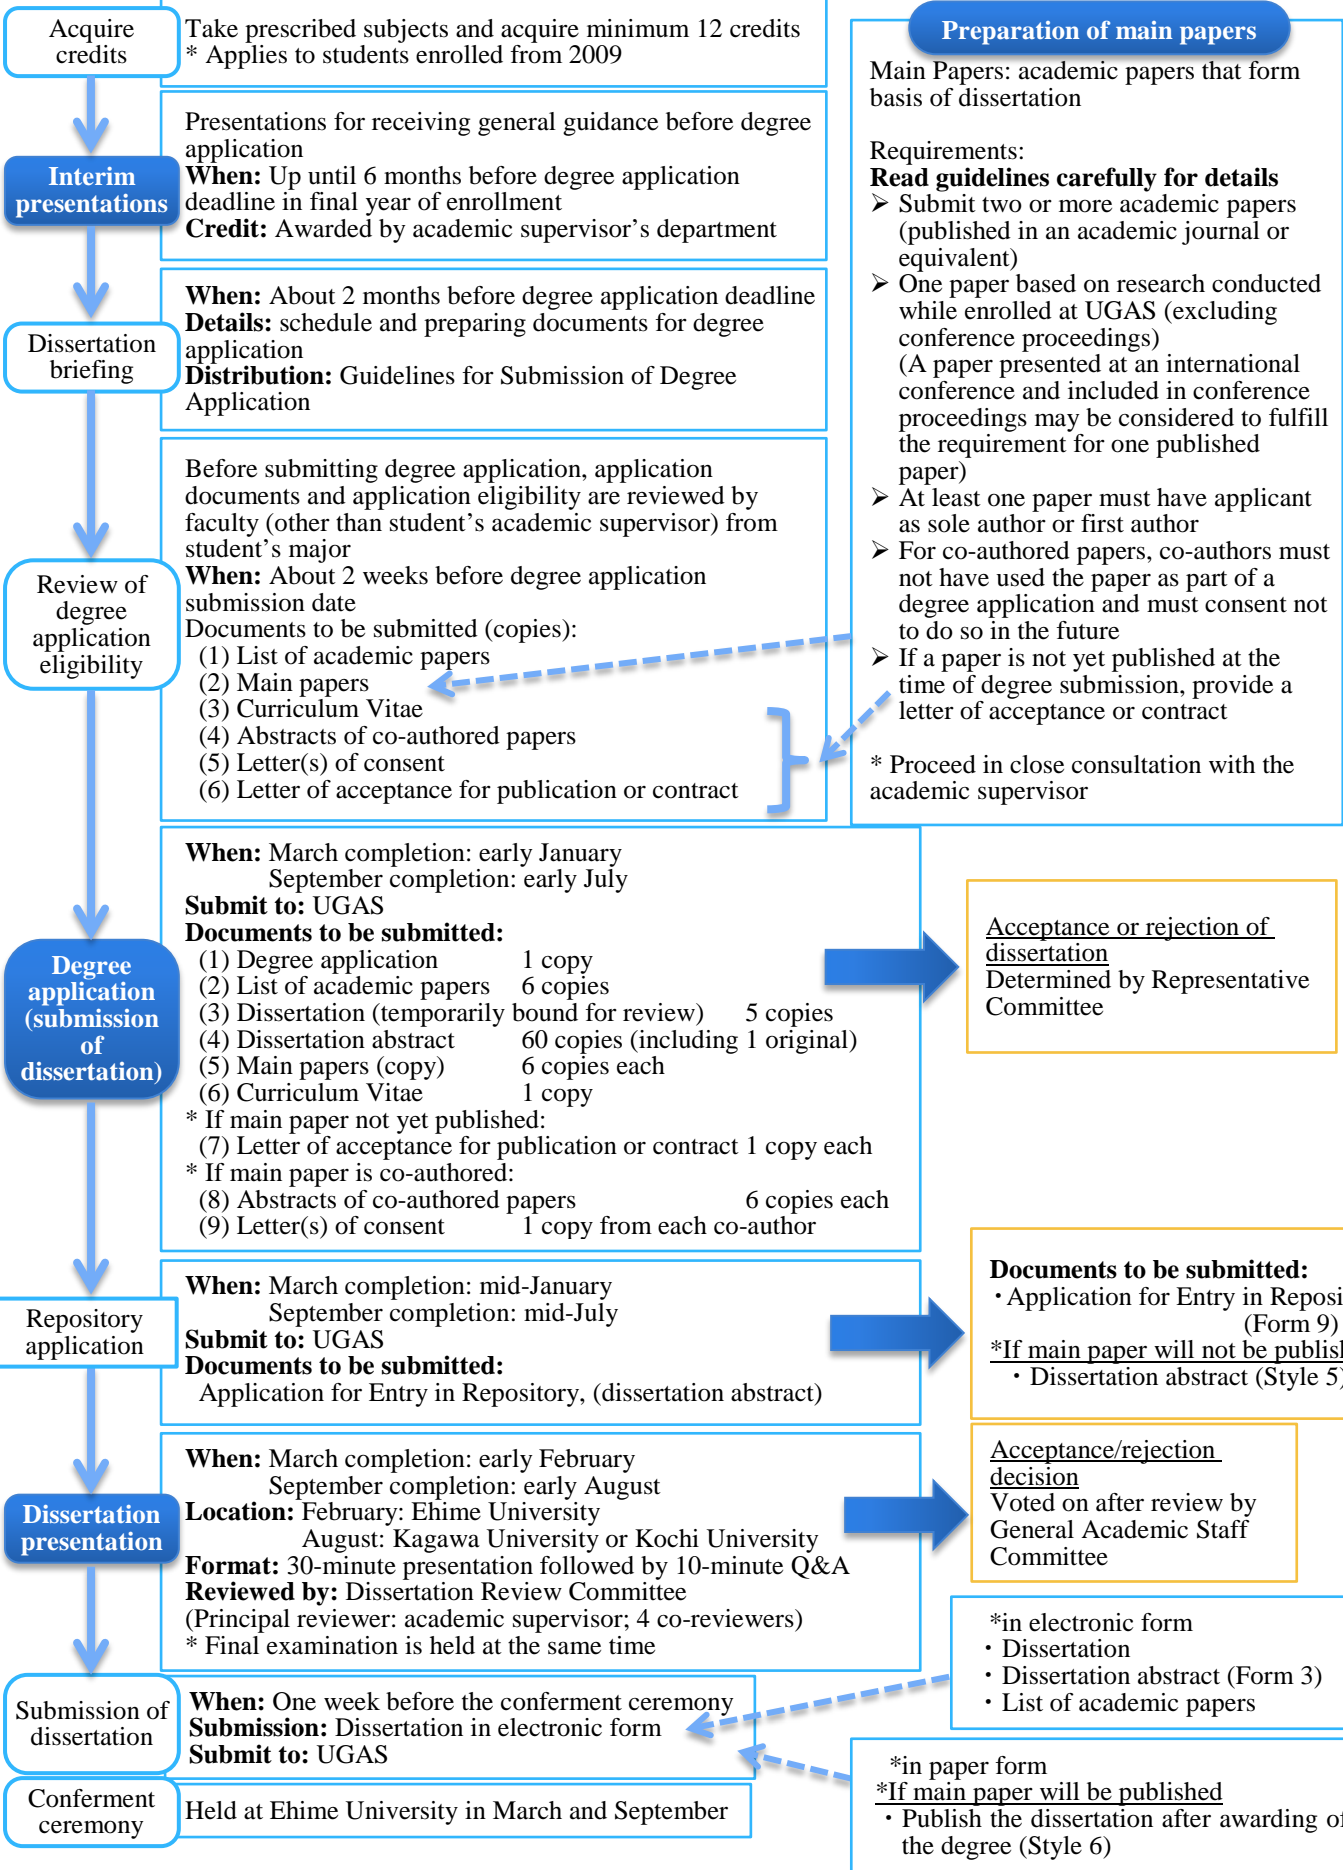 Acquire
credits
Take prescribed subjects and acquire minimum 12 credits
* Applies to students enrolled from 2009
Interim
presentations
Presentations for receiving general guidance before degree
application
When: Up until 6 months before degree application
deadline in final year of enrollment
Credit: Awarded by academic supervisor's department
Dissertation
briefing
When: About 2 months before degree application deadline
Details: schedule and preparing documents for degree
application
Distribution: Guidelines for Submission of Degree
Application
Review of
degree
application
eligibility
Before submitting degree application, application
documents and application eligibility are reviewed by
faculty (other than student's academic supervisor) from
student's major
When: About 2 weeks before degree application
submission date
Documents to be submitted (copies):
(1) List of academic papers
(2) Main papers
(3) Curriculum Vitae
(4) Abstracts of co-authored papers
(5) Letter(s) of consent
(6) Letter of acceptance for publication or contract
Preparation of main papers
Main Papers: academic papers that form
basis of dissertation
Requirements:
Read guidelines carefully for details
➢ Submit two or more academic papers
(published in an academic journal or
equivalent)
➢ One paper based on research conducted
while enrolled at UGAS (excluding
conference proceedings)
(A paper presented at an international
conference and included in conference
proceedings may be considered to fulfill
the requirement for one published
paper)
➢ At least one paper must have applicant
as sole author or first author
➢ For co-authored papers, co-authors must
not have used the paper as part of a
degree application and must consent not
to do so in the future
➢ If a paper is not yet published at the
time of degree submission, provide a
letter of acceptance or contract
* Proceed in close consultation with the
academic supervisor
Degree
application
(submission
of
dissertation)
When: March completion: early January
September completion: early July
Submit to: UGAS
Documents to be submitted:
(1) Degree application 1 copy
(2) List of academic papers 6 copies
(3) Dissertation (temporarily bound for review) 5 copies
(4) Dissertation abstract 60 copies (including 1 original)
(5) Main papers (copy) 6 copies each
(6) Curriculum Vitae 1 copy
* If main paper not yet published:
(7) Letter of acceptance for publication or contract 1 copy each
* If main paper is co-authored:
(8) Abstracts of co-authored papers 6 copies each
(9) Letter(s) of consent 1 copy from each co-author
Acceptance or rejection of
dissertation
Determined by Representative
Committee
Repository
application
When: March completion: mid-January
September completion: mid-July
Submit to: UGAS
Documents to be submitted:
Application for Entry in Repository, (dissertation abstract)
Documents to be submitted:
・Application for Entry in Reposi
(Form 9)
*If main paper will not be publish
・Dissertation abstract (Style 5)
Dissertation
presentation
When: March completion: early February
September completion: early August
Location: February: Ehime University
August: Kagawa University or Kochi University
Format: 30-minute presentation followed by 10-minute Q&A
Reviewed by: Dissertation Review Committee
(Principal reviewer: academic supervisor; 4 co-reviewers)
* Final examination is held at the same time
Acceptance/rejection
decision
Voted on after review by
General Academic Staff
Committee
Submission of
dissertation
When: One week before the conferment ceremony
Submission: Dissertation in electronic form
Submit to: UGAS
*in electronic form
・Dissertation
・Dissertation abstract (Form 3)
・List of academic papers
*in paper form
*If main paper will be published
・Publish the dissertation after awarding of
the degree (Style 6)
Conferment
ceremony
Held at Ehime University in March and September